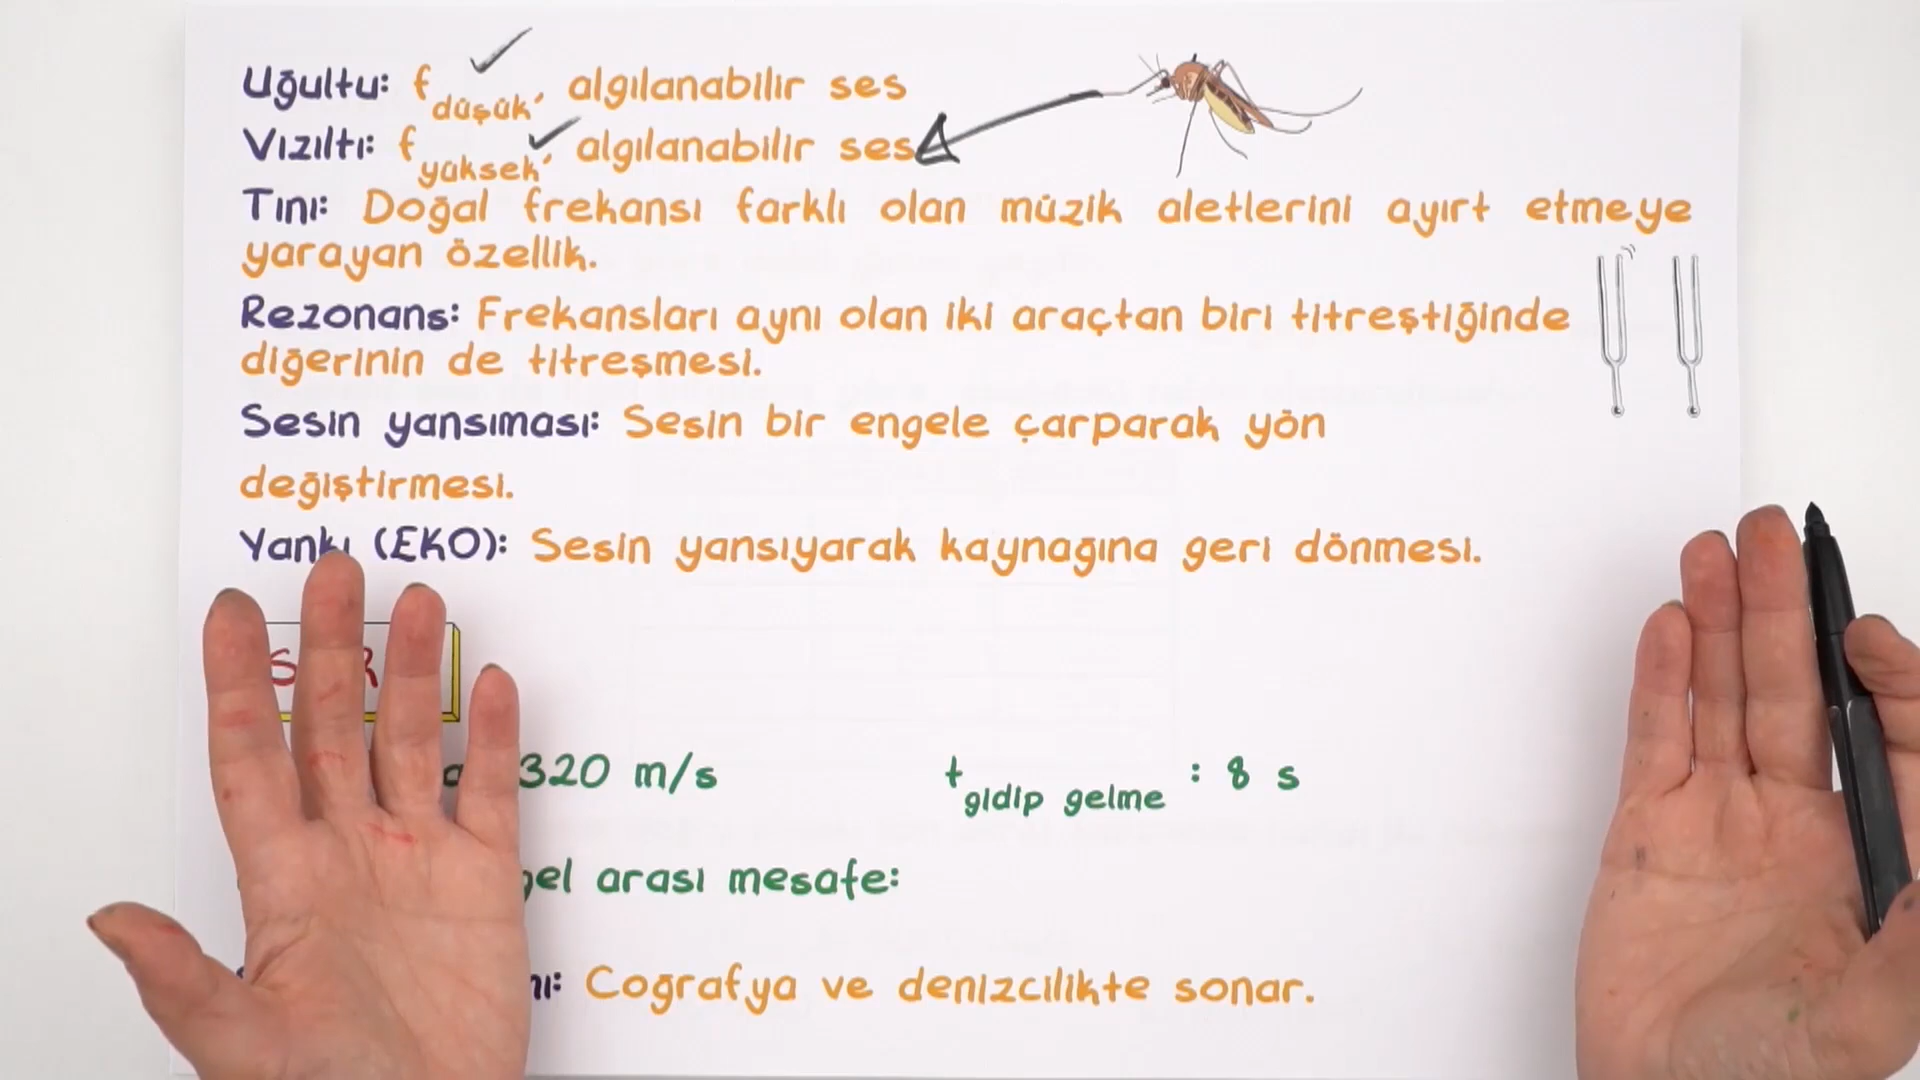 Uğultu: f düşük, algılanabilir ses
Vızıltı: f yüksek, algılanabilir ses
Tını: Doğal frekansı farklı olan müzik aletlerini ayırt etmeye
yarayan özellik.
Rezonans: Frekansları aynı olan iki araçtan biri titreştiğinde
diğerinin de titreşmesi.
Sesin yansıması: Sesin bir engele çarparak yön
değiştirmesi.
Yankı (EKO): Sesin yansıyarak kaynağına geri dönmesi.
320 m/s t gidip gelme : 8 s
arası mesafe:
Coğrafya ve denizcilikte sonar.